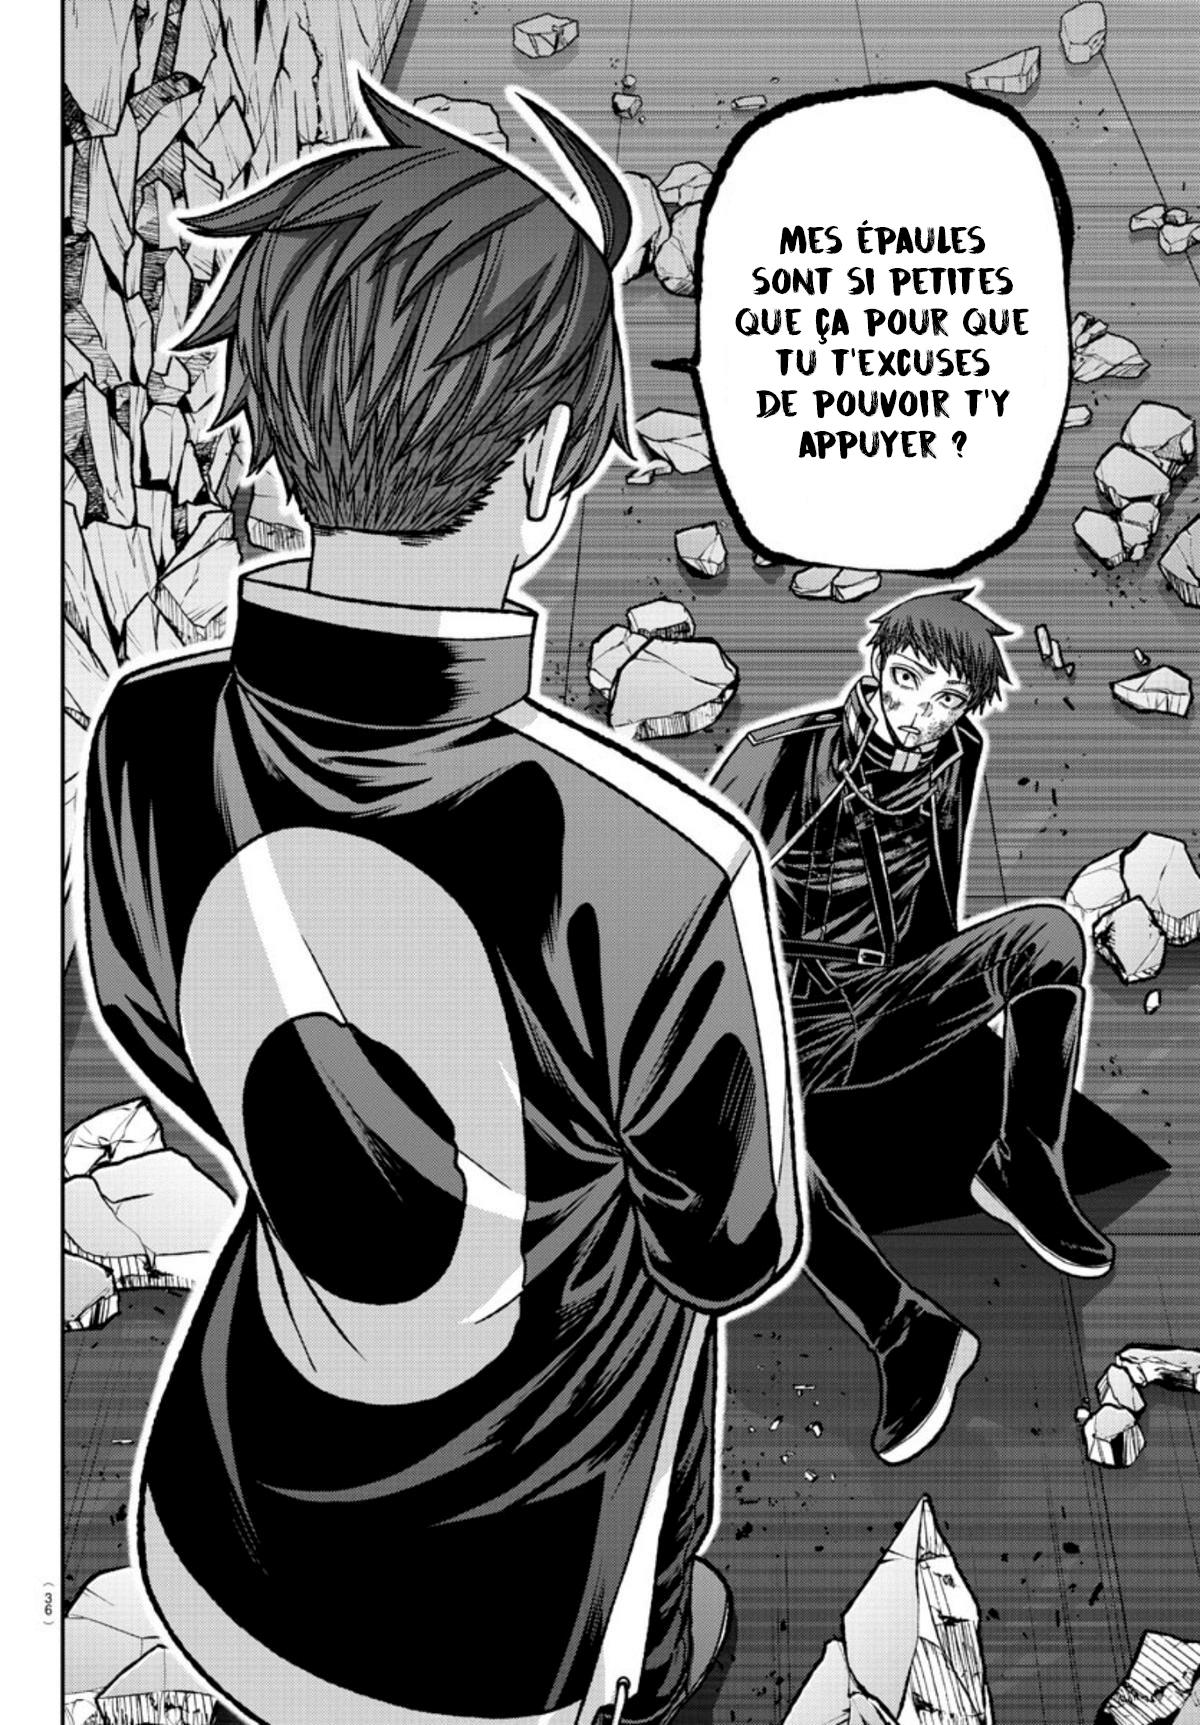 MES ÉPAULES
SONT SI PETITES
QUE ÇA POUR QUE
TU T'EXCUSES
DE POUVOIR T'Y
APPUYER ?
(36)